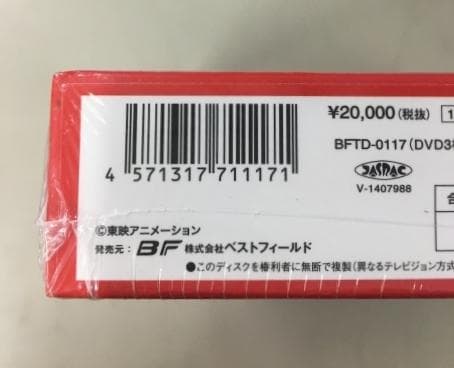 ¥20,000(税抜)
BFTD-0117(DVD3
JASRAC
V-1407988
4 571317 711171
©東映アニメーション
発売元: BF 株式会社ベストフィールド
●このディスクを権利者に無断で複製(異なるテレビジョン方式